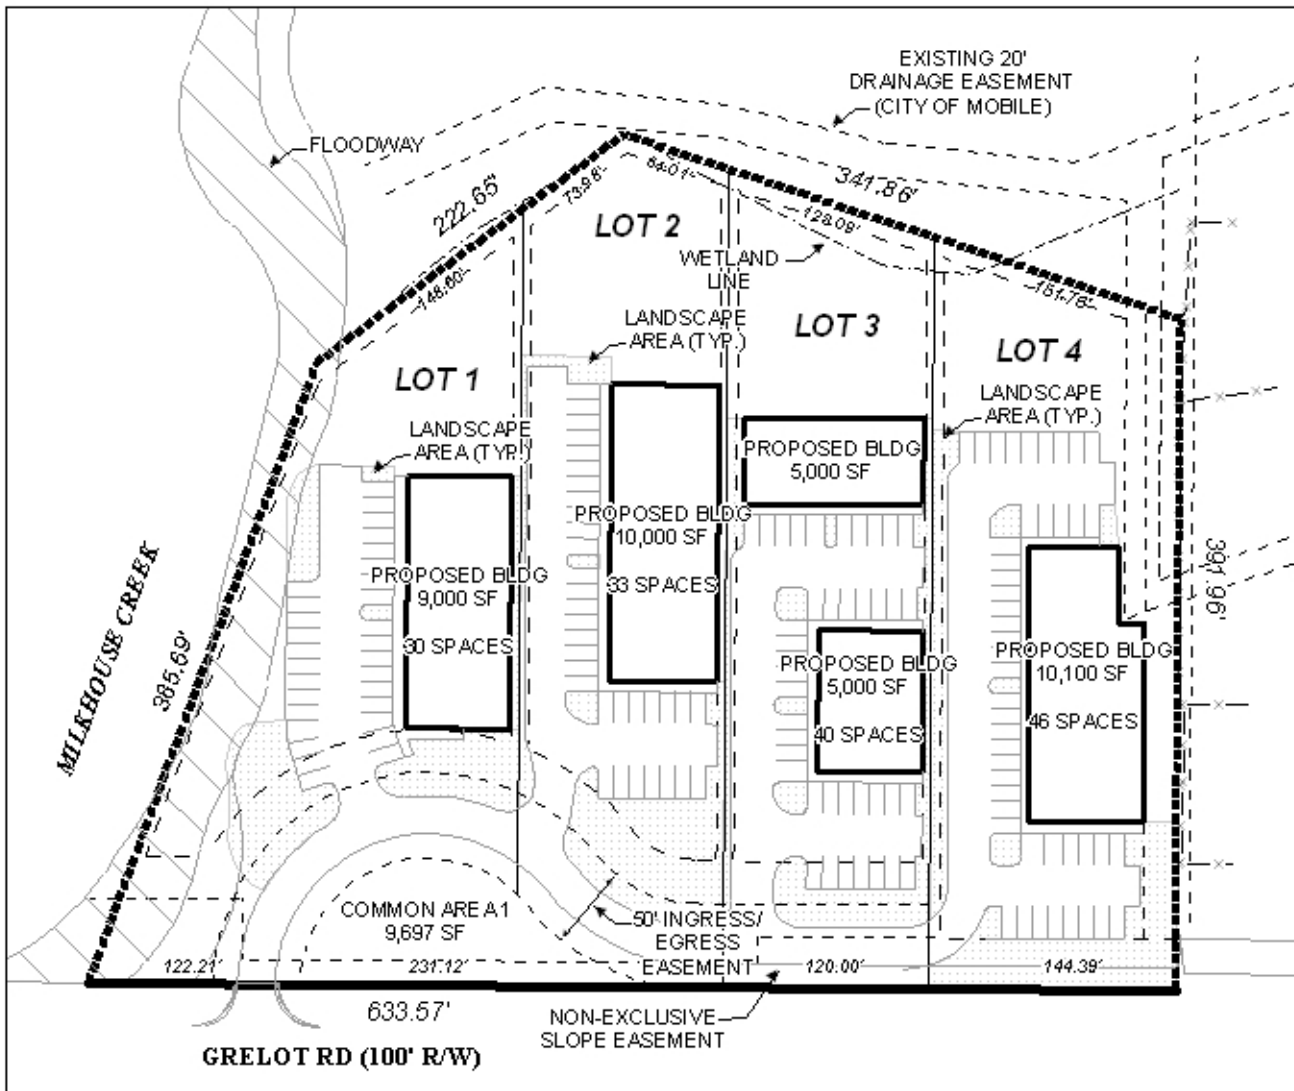 EXISTING 20'
DRAINAGE EASEMENT
(CITY OF MOBILE)
FLOODWAY
222.65'
73.98'
64.01'
341.86'
LOT 2
128.09'
WETLAND
LINE
148.60'
151.76'
LANDSCAPE
AREA (TYP.)
LOT 3
LOT 4
LOT 1
LANDSCAPE
AREA (TYP.)
LANDSCAPE
AREA (TYP.)
PROPOSED BLDG
5,000 SF
PROPOSED BLDG
10,000 SF
33 SPACES
PROPOSED BLDG
9,000 SF
30 SPACES
391.96'
MILKHOUSE CREEK
385.69'
PROPOSED BLDG
5,000 SF
40 SPACES
PROPOSED BLDG
10,100 SF
46 SPACES
COMMON AREA 1
9,697 SF
50' INGRESS/
EGRESS
EASEMENT
122.21'
231.12'
120.00'
144.39'
633.57'
NON-EXCLUSIVE
SLOPE EASEMENT
GRELOT RD (100' R/W)